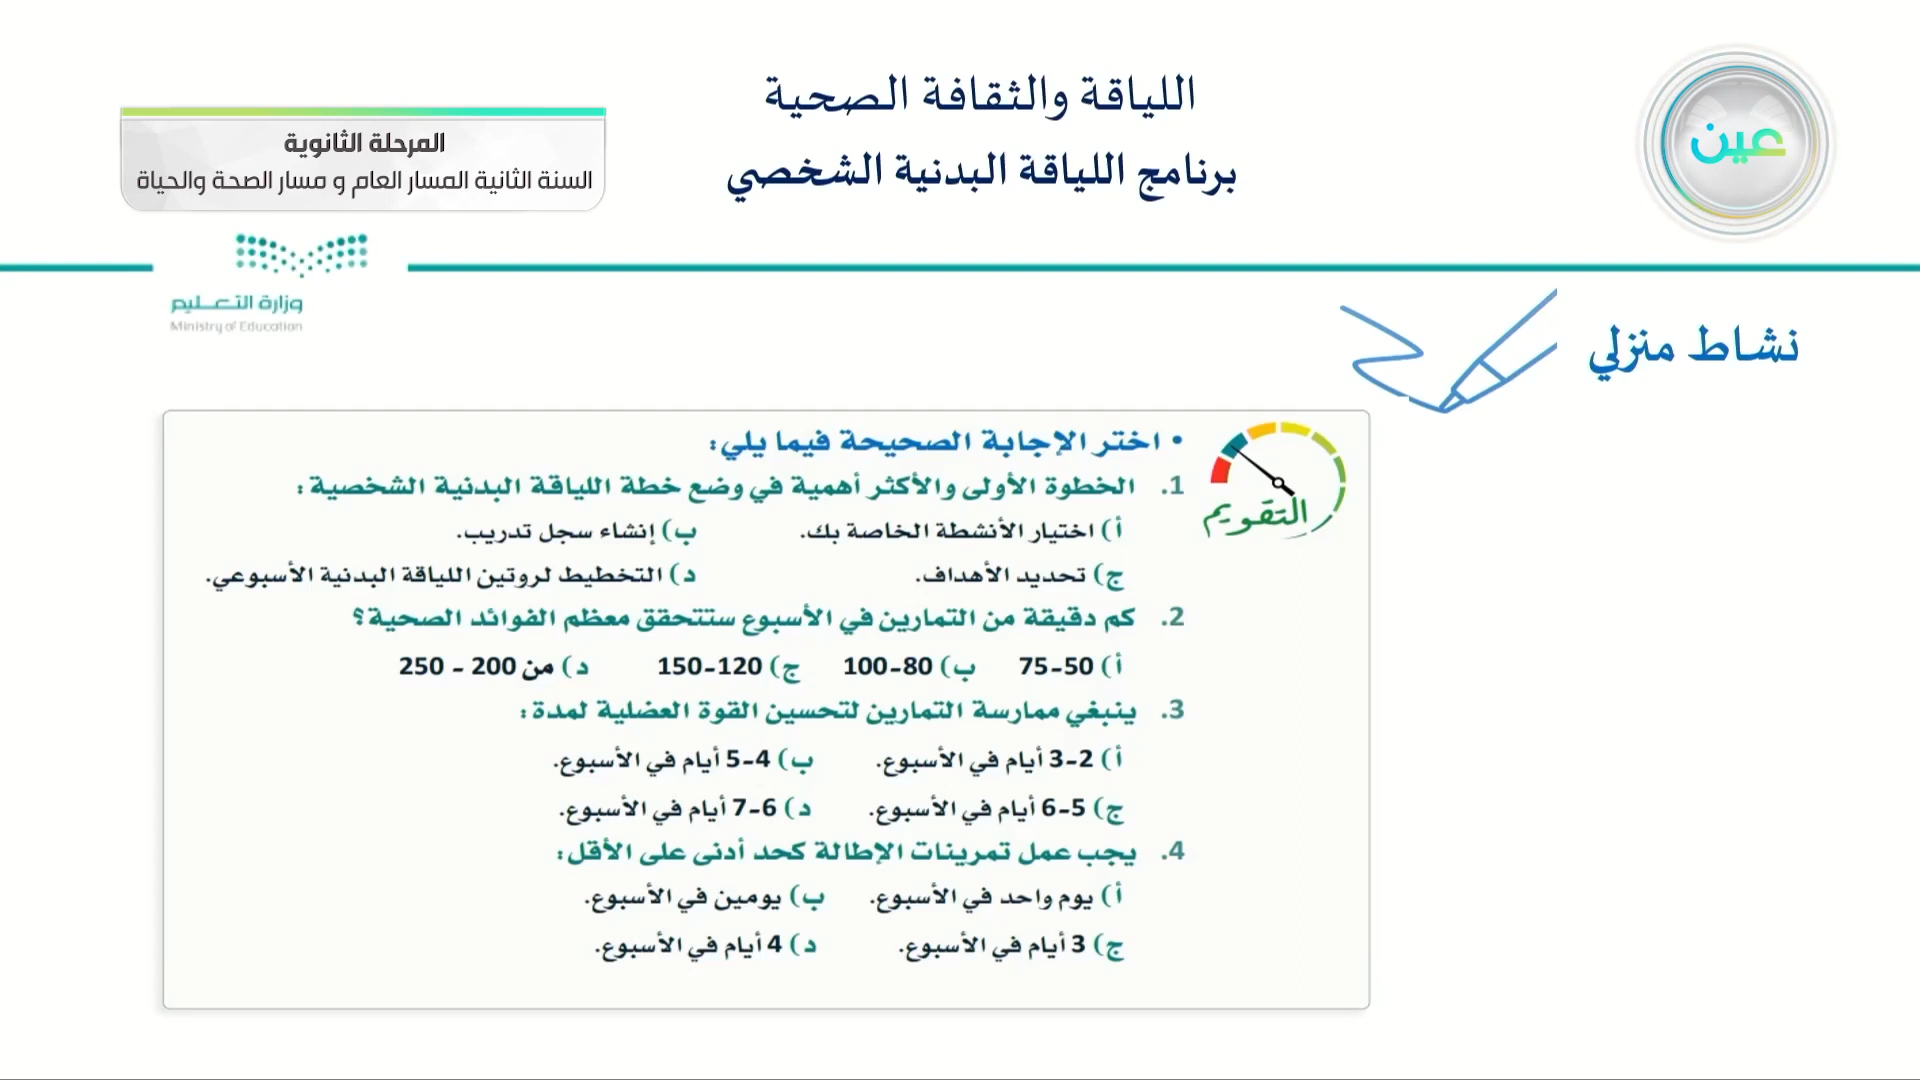 اللياقة والثقافة الصحية
برنامج اللياقة البدنية الشخصي
عين
المرحلة الثانوية
السنة الثانية المسار العام و مسار الصحة والحياة
وزارة التعليم
Ministry of Education
نشاط منزلي
التقويم
• اختر الإجابة الصحيحة فيما يلي:
1. الخطوة الأولى والأكثر أهمية في وضع خطة اللياقة البدنية الشخصية:
أ) اختيار الأنشطة الخاصة بك. ب) إنشاء سجل تدريب.
ج) تحديد الأهداف. د) التخطيط لروتين اللياقة البدنية الأسبوعي.
2. كم دقيقة من التمارين في الأسبوع ستتحقق معظم الفوائد الصحية؟
أ) 50-75 ب) 80-100 ج) 120-150 د) من 200 - 250
3. ينبغي ممارسة التمارين لتحسين القوة العضلية لمدة:
أ) 2-3 أيام في الأسبوع. ب) 4-5 أيام في الأسبوع.
ج) 5-6 أيام في الأسبوع. د) 6-7 أيام في الأسبوع.
4. يجب عمل تمرينات الإطالة كحد أدنى على الأقل:
أ) يوم واحد في الأسبوع. ب) يومين في الأسبوع.
ج) 3 أيام في الأسبوع. د) 4 أيام في الأسبوع.